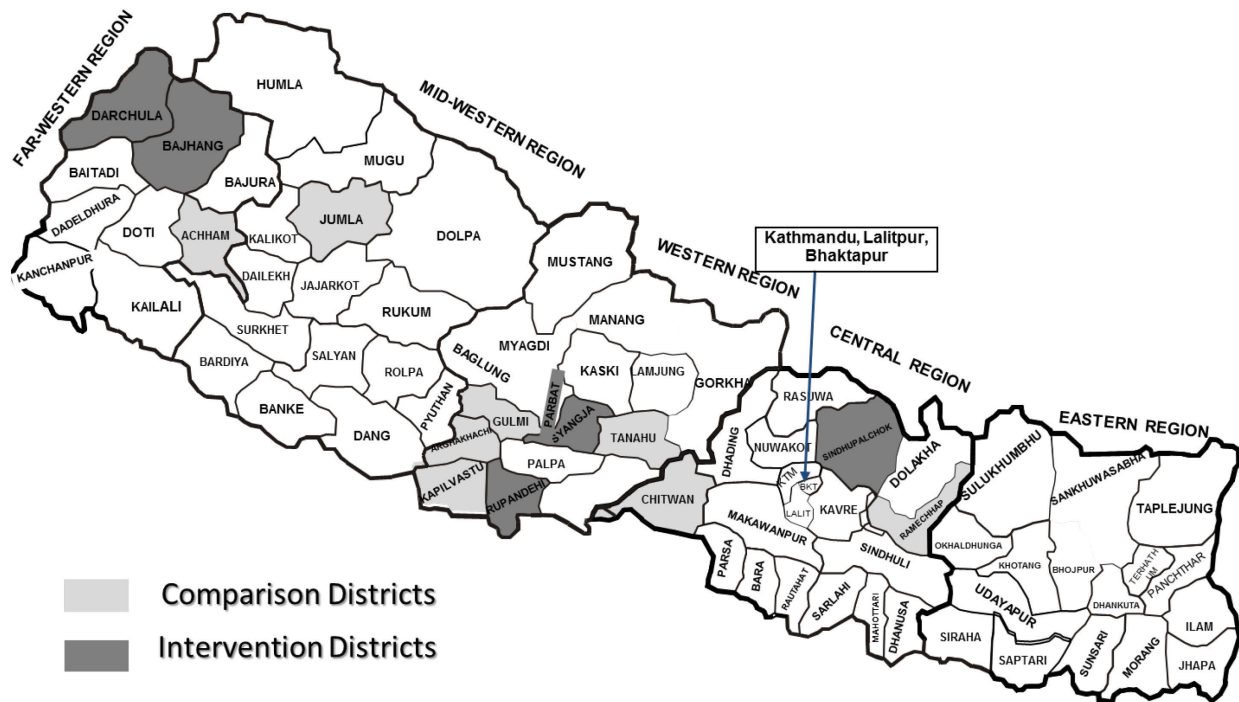 FAR-WESTERN REGION
MID-WESTERN REGION
WESTERN REGION
CENTRAL REGION
EASTERN REGION
HUMLA
DARCHULA
BAJHANG
MUGU
BAITADI
BAJURA
DADELDHURA
DOTI
ACHHAM
JUMLA
KALIKOT
DOLPA
KANCHANPUR
DAILEKH
JAJARKOT
KAILALI
RUKUM
SURKHET
SALYAN
BARDIYA
ROLPA
BANKE
DANG
PYUTHAN
MUSTANG
MANANG
MYAGDI
BAGLUNG
PARBAT
KASKI
LAMJUNG
GORKHA
GULMI
SYANGJA
TANAHU
ARGHAKHACHI
PALPA
KAPILVASTU
RUPANDEHI
CHITWAN
Kathmandu, Lalitpur,
Bhaktapur
RASUWA
DHADING
NUWAKOT
SINDHUPALCHOK
DOLAKHA
KTM
BKT
LALIT
KAVRE
RAMECHHAP
MAKAWANPUR
SINDHULI
PARSA
BARA
RAUTAHAT
SARLAHI
MAHOTTARI
DHANUSA
SULUKHUMBHU
SANKHUWASABHA
TAPLEJUNG
OKHALDHUNGA
KHOTANG
BHOJPUR
TERHATH
UM
PANCHTHAR
DHANKUTA
UDAYAPUR
SIRAHA
SAPTARI
SUNSARI
MORANG
ILAM
JHAPA
Comparison Districts
Intervention Districts